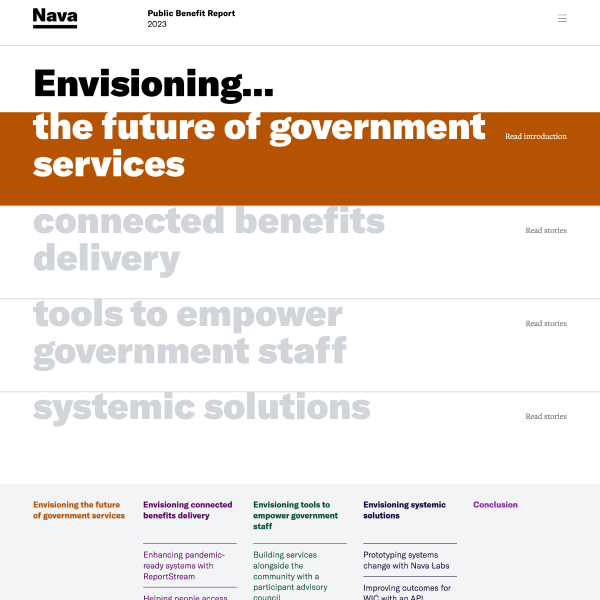 Nava
Public Benefit Report
2023
Envisioning...
the future of government
services
Read introduction
connected benefits
delivery
Read stories
tools to empower
government staff
Read stories
systemic solutions
Read stories
Envisioning the future
of government services
Envisioning connected
benefits delivery
Enhancing pandemic-
ready systems with
ReportStream
Helping people access
Envisioning tools to
empower government
staff
Building services
alongside the
community with a
participant advisory
council
Envisioning systemic
solutions
Prototyping systems
change with Nava Labs
Improving outcomes for
WIC with an API
Conclusion